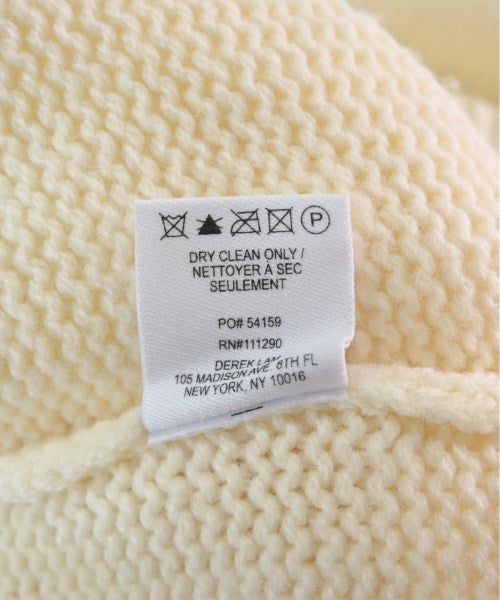 P
DRY CLEAN ONLY /
NETTOYER À SEC
SEULEMENT
PO# 54159
RN#111290
DEREK LAM
105 MADISON AVE. 8TH FL
NEW YORK, NY 10016